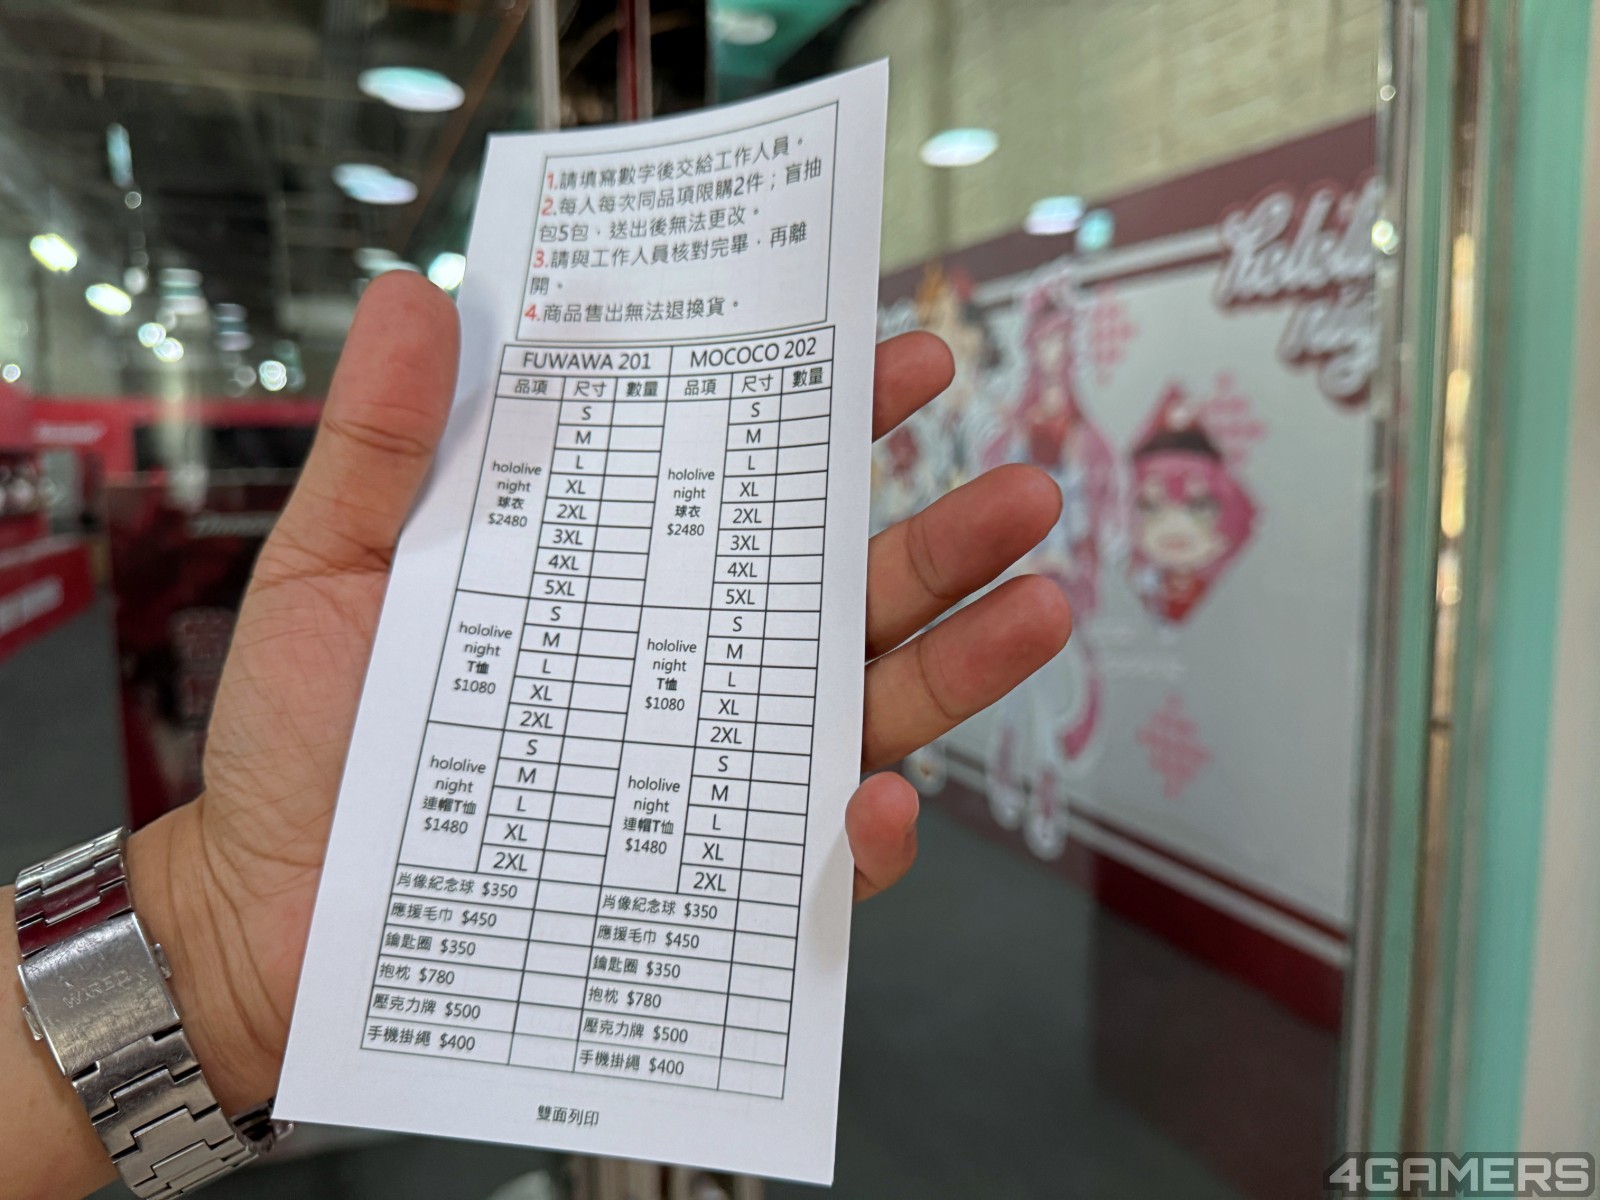 1.請填寫數字後交給工作人員。
2.每人每次同品項限購2件；盲抽
包5包、送出後無法更改。
3.請與工作人員核對完畢，再離
開。
4.商品售出無法退換貨。
FUWAWA 201 MOCOCO 202
品項 尺寸 數量 品項 尺寸 數量
hololive
night
球衣
$2480
S
M
L
XL
2XL
3XL
4XL
5XL
hololive
night
球衣
$2480
S
M
L
XL
2XL
3XL
4XL
5XL
hololive
night
T恤
$1080
S
M
L
XL
2XL
hololive
night
T恤
$1080
S
M
L
XL
2XL
hololive
night
連帽T恤
$1480
S
M
L
XL
2XL
hololive
night
連帽T恤
$1480
S
M
L
XL
2XL
肖像紀念球 $350 肖像紀念球 $350
應援毛巾 $450 應援毛巾 $450
鑰匙圈 $350 鑰匙圈 $350
抱枕 $780 抱枕 $780
壓克力牌 $500 壓克力牌 $500
手機掛繩 $400 手機掛繩 $400
雙面列印
WIRED
4GAMERS